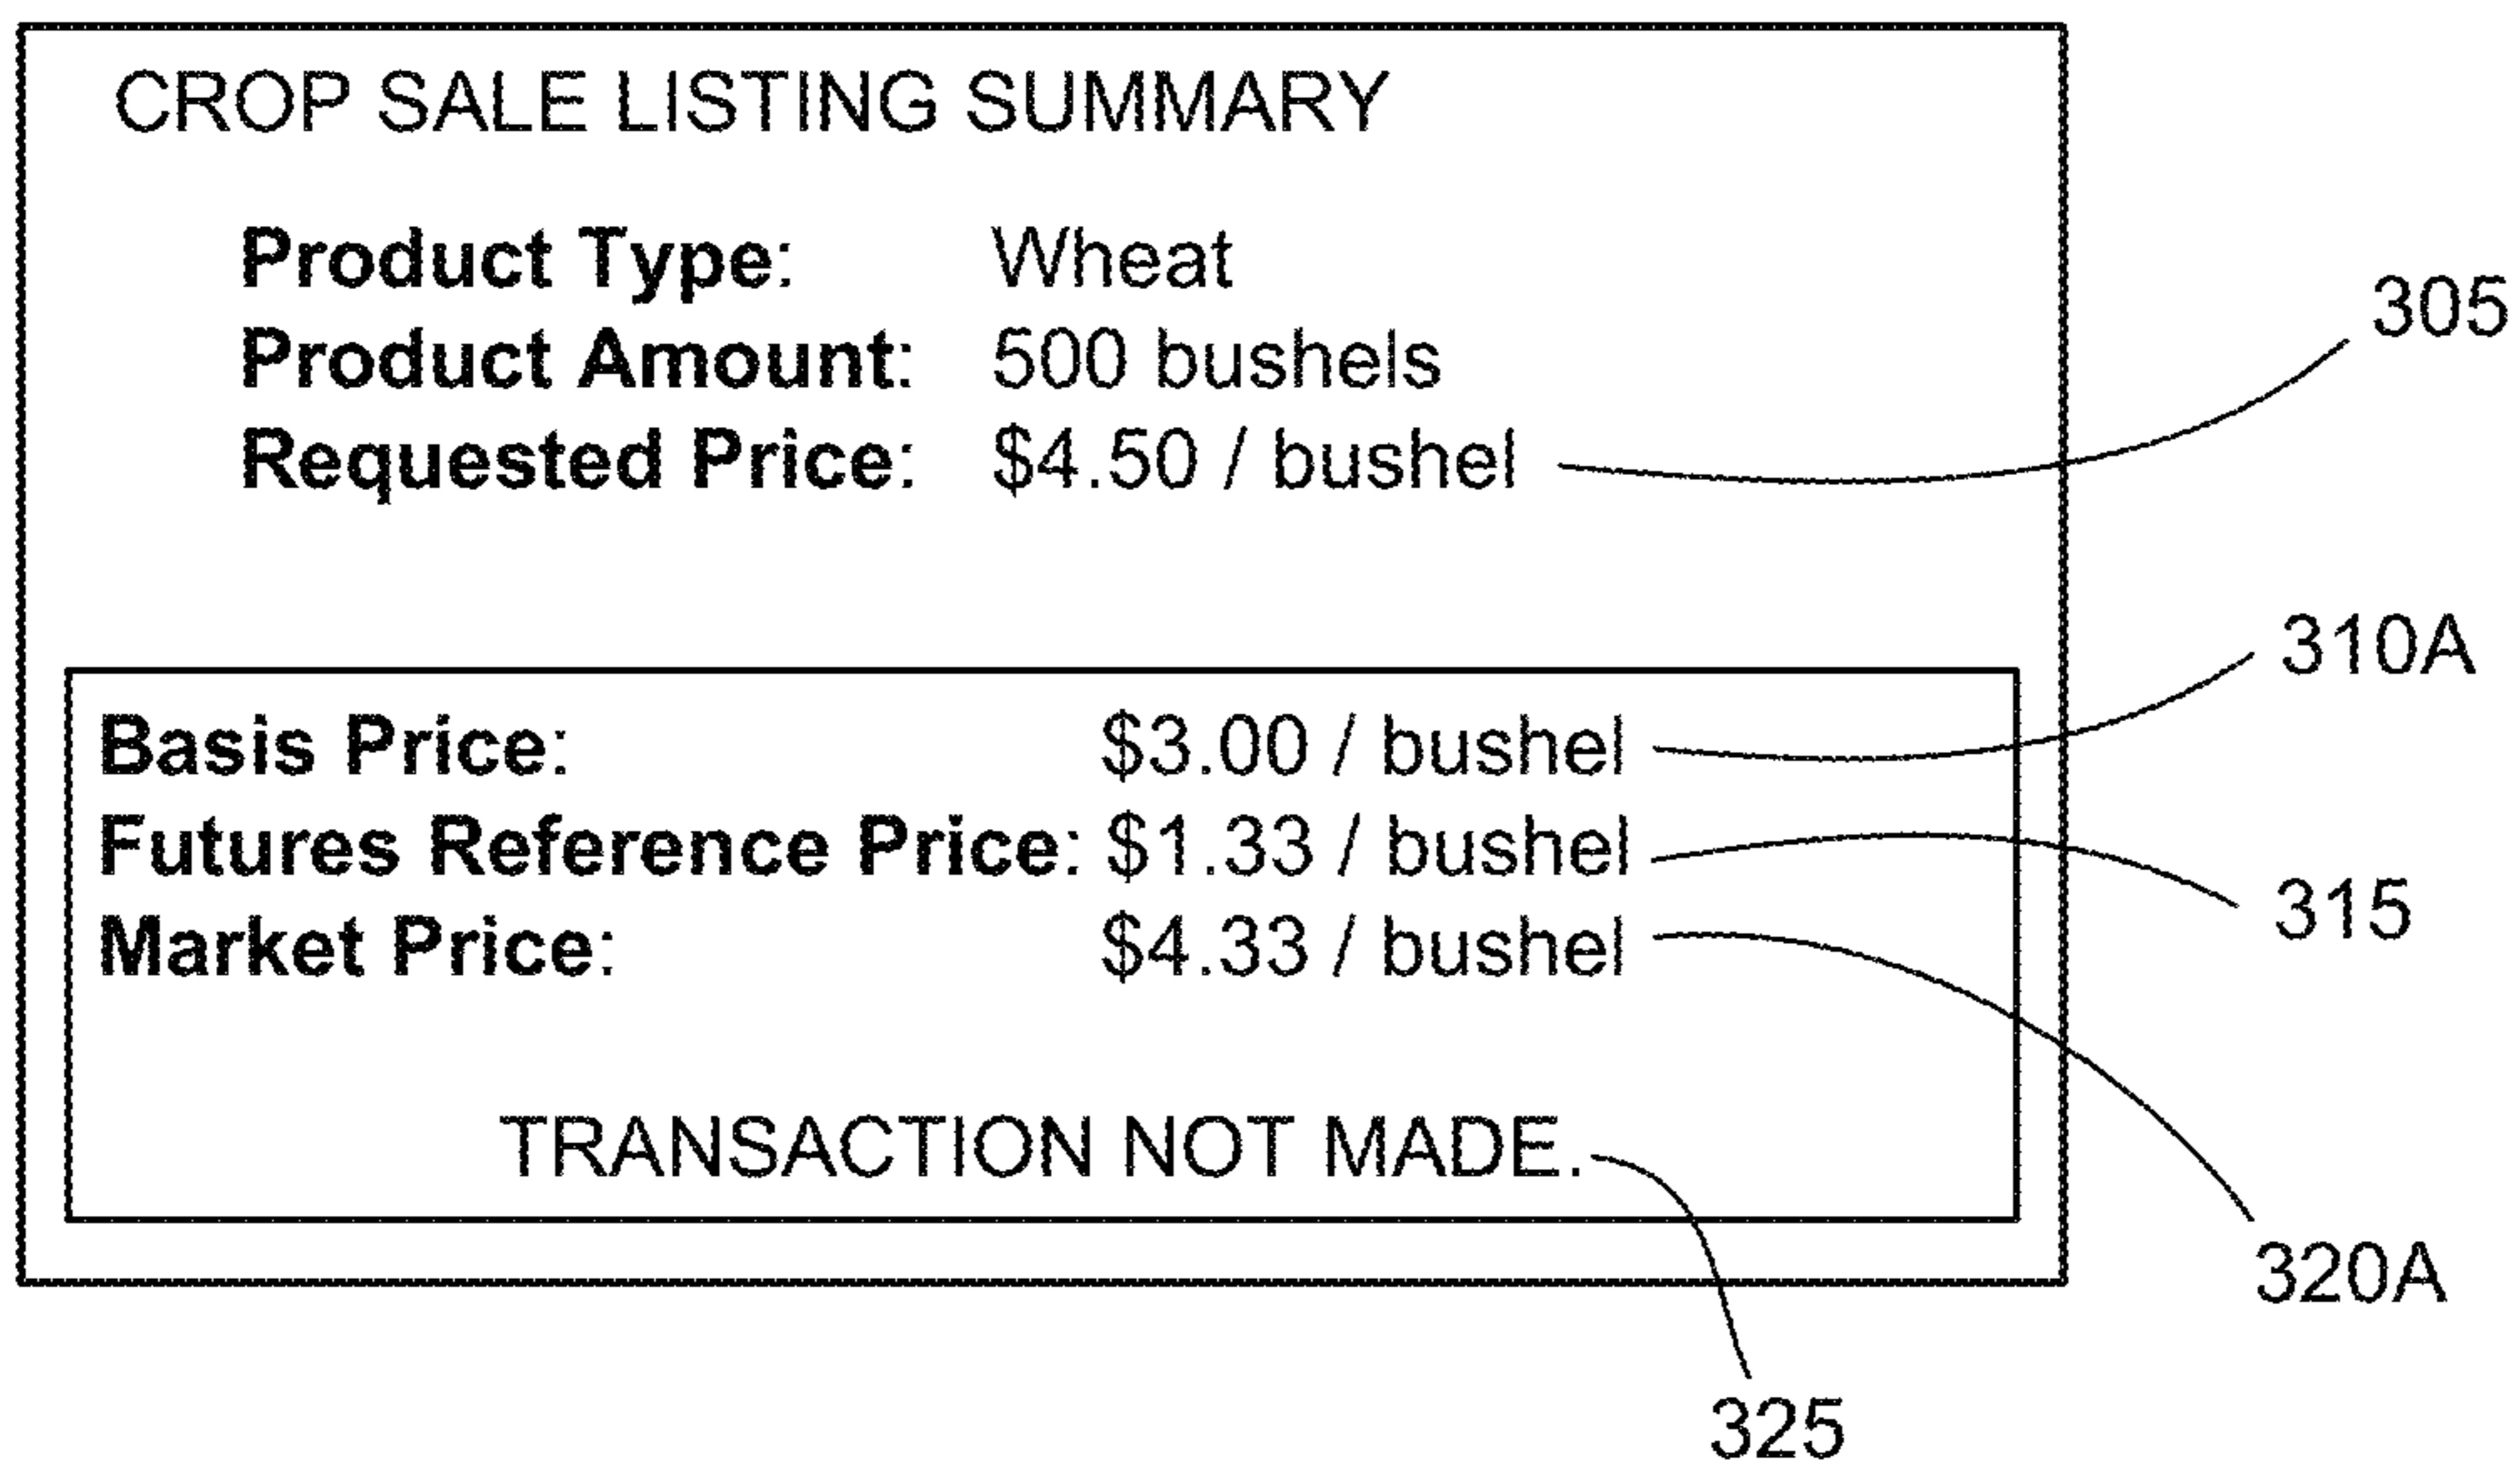 CROP SALE LISTING SUMMARY
Product Type: Wheat
Product Amount: 500 bushels
Requested Price: $4.50 / bushel
305
310A
Basis Price: $3.00 / bushel
Futures Reference Price: $1.33 / bushel
315
Market Price: $4.33 / bushel
TRANSACTION NOT MADE.
320A
325